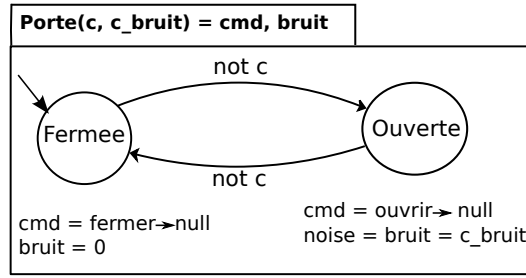 Porte(c, c_bruit) = cmd, bruit
not c
Fermee
Ouverte
not c
cmd = fermer→null
bruit = 0
cmd = ouvrir→ null
noise = bruit = c_bruit